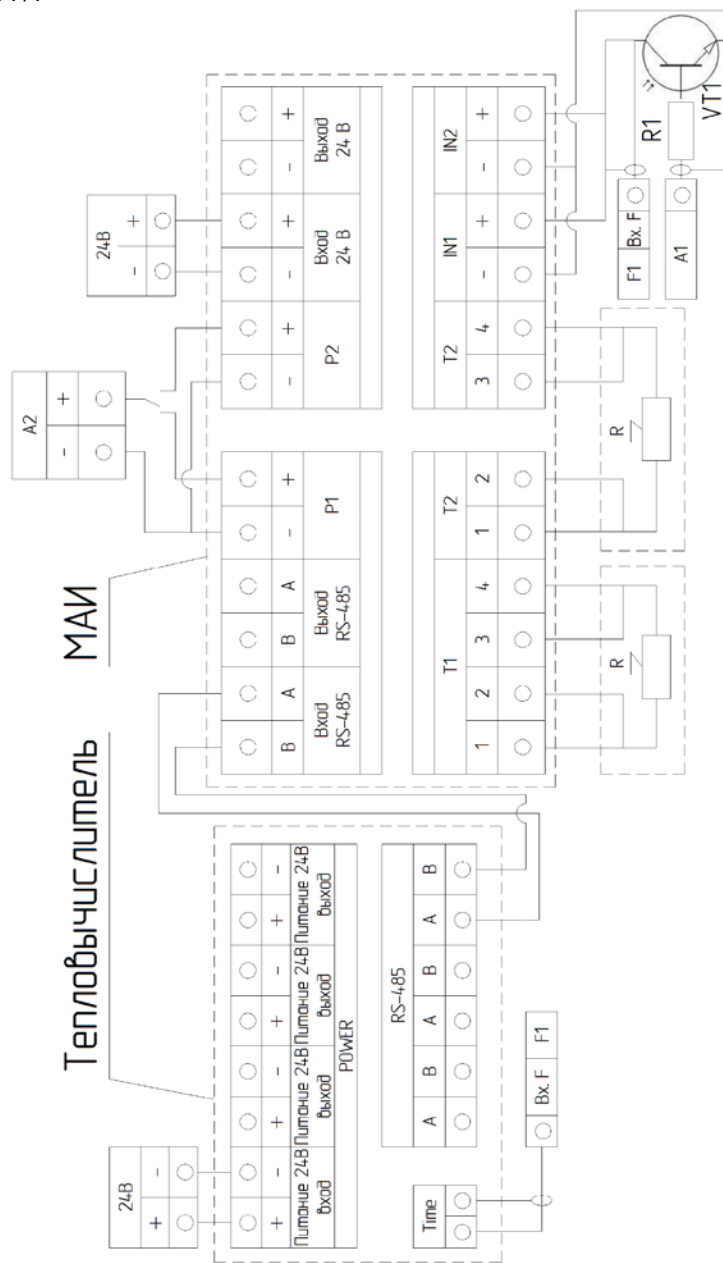 A2
− +
Тепловычислитель
МАИ
24В
+ −
24В
− +
+ − + − + − + −
Питание 24В вход
Питание 24В выход
Питание 24В выход
Питание 24В выход
POWER
B A B A − +
Вход RS-485
Выход RS-485
P1
− + − + − +
P2
Вход 24 В
Выход 24 В
Time
RS-485
A B A B A B
T1
T2
1 2 3 4 1 2
T2
IN1
IN2
3 4 − + − +
Вх. F F1
R
R
F1 Вх. F
A1
R1
VT1